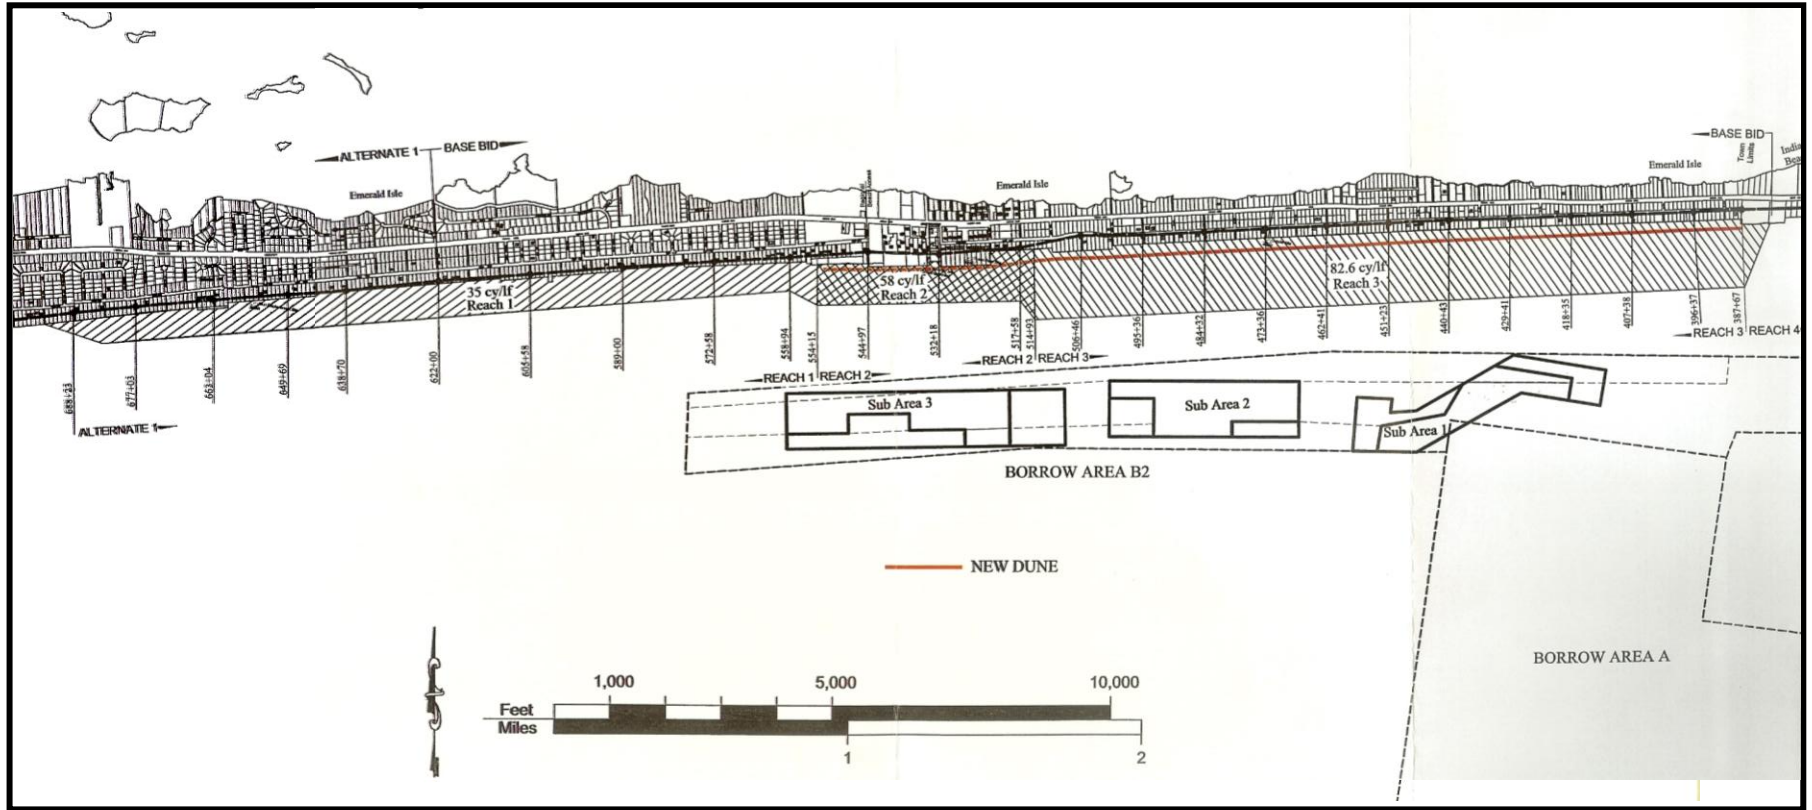 BASE BID
ALTERNATE 1
BASE BID
Town
Limits
Emerald Isle
Emerald Isle
Emerald Isle
35 cy/lf
Reach 1
58 cy/lf
Reach 2
82.6 cy/lf
Reach 3
688+23
677+03
663+04
649+69
638+70
622+00
605+58
589+00
572+58
558+94
554+15
544+97
532+18
517+58
514+93
506+46
495+36
484+32
473+36
462+41
451+23
440+43
429+41
418+35
407+38
396+37
387+67
REACH 3
REACH 4
REACH 2
REACH 3
REACH 1
REACH 2
ALTERNATE 1
Sub Area 3
Sub Area 2
Sub Area 1
BORROW AREA B2
NEW DUNE
BORROW AREA A
1,000
5,000
10,000
Feet
Miles
1
2